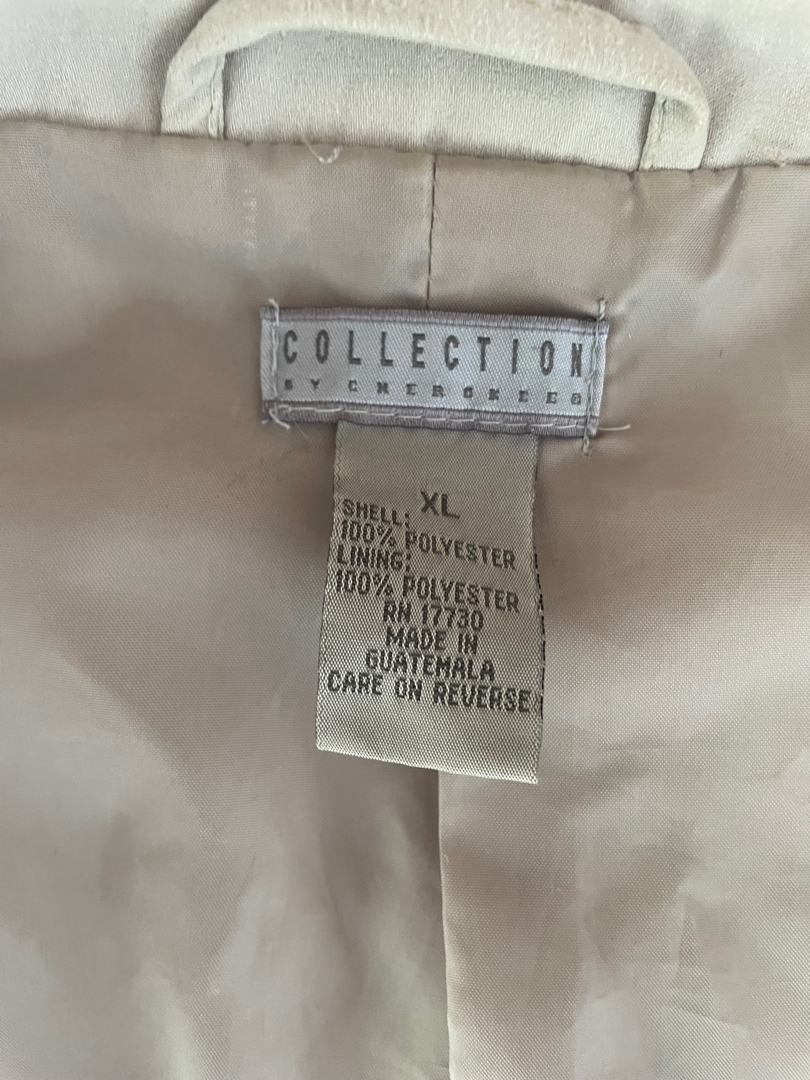 COLLECTION
BY CHEROKEE®
XL
SHELL:
100% POLYESTER
LINING:
100% POLYESTER
RN 17730
MADE IN
GUATEMALA
CARE ON REVERSE